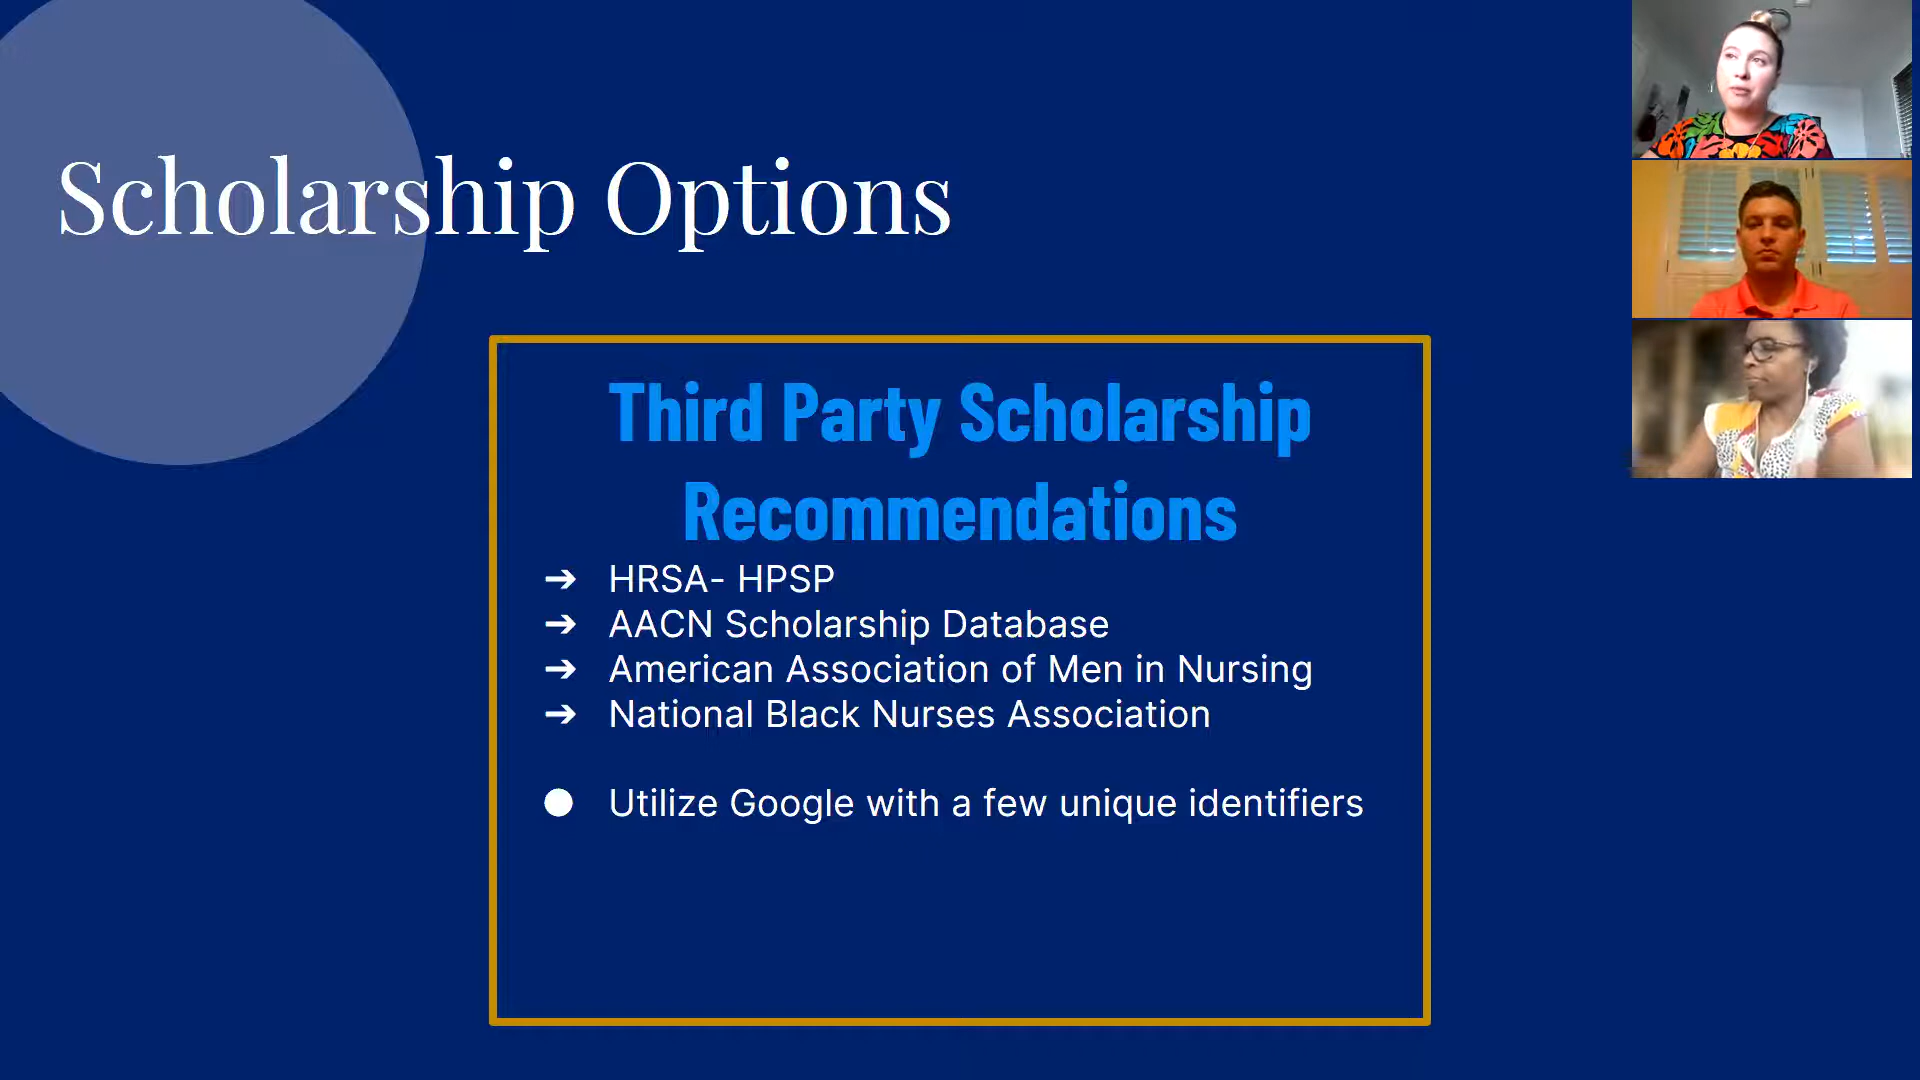 Scholarship Options
Third Party Scholarship
Recommendations
➔ HRSA- HPSP
➔ AACN Scholarship Database
➔ American Association of Men in Nursing
➔ National Black Nurses Association
● Utilize Google with a few unique identifiers